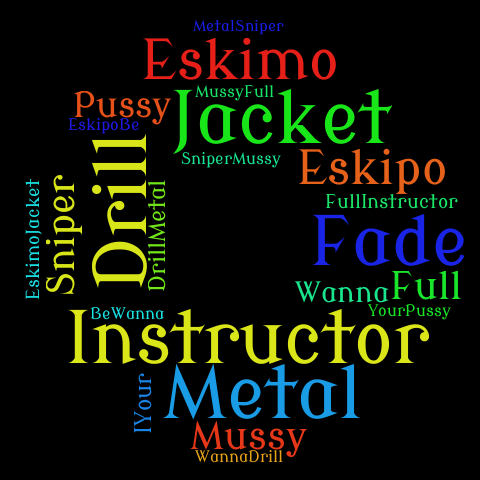 MetalSniper
Eskimo
MussyFull
Pussy
Jacket
EskipoBe
SniperMussy
Eskipo
Drill
Sniper
EskimoJacket
DrillMetal
FullInstructor
Fade
Wanna
Full
YourPussy
BeWanna
Instructor
Metal
IYour
Mussy
WannaDrill